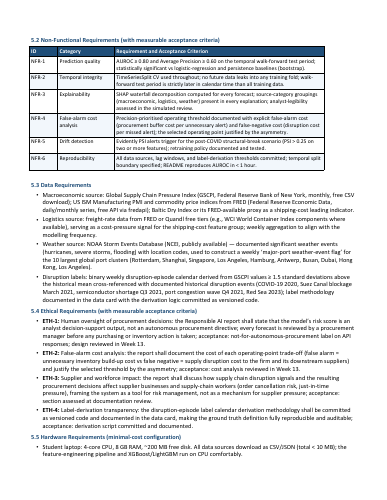 5.2 Non-Functional Requirements (with measurable acceptance criteria)
ID Category Requirement and Acceptance Criterion
NFR-1 Prediction quality AUROC ≥ 0.80 and Average Precision ≥ 0.60 on the temporal walk-forward test period;
statistically significant vs logistic-regression and persistence baselines (bootstrap).
NFR-2 Temporal integrity TimeSeriesSplit CV used throughout; no future data leaks into any training fold; walk-
forward test period is strictly later in calendar time than all training data.
NFR-3 Explainability SHAP waterfall decomposition computed for every forecast; source-category groupings
(macroeconomic, logistics, weather) present in every explanation; analyst-legibility
assessed in the simulated review.
NFR-4 False-alarm cost analysis Precision-prioritised operating threshold documented with explicit false-alarm cost
(procurement buffer cost per unnecessary alert) and false-negative cost (disruption cost
per missed alert); the selected operating point justified by the asymmetry.
NFR-5 Drift detection Evidently PSI alerts trigger for the post-COVID structural-break scenario (PSI > 0.25
on two or more features); retraining policy documented and tested.
NFR-6 Reproducibility All data sources, lag windows, and label-derivation thresholds committed; temporal split
boundary specified; README reproduces AUROC in < 1 hour.
5.3 Data Requirements
• Macroeconomic source: Global Supply Chain Pressure Index (GSCPI, Federal Reserve Bank of New York, monthly, free CSV
download); US ISM Manufacturing PMI and commodity price indices from FRED (Federal Reserve Economic Data,
daily/monthly series, free API via fredapi); Baltic Dry Index or its FRED-available proxy as a shipping-cost leading indicator.
• Logistics source: freight-rate data from FRED or Quandl free tiers (e.g., WCI World Container Index components where
available), serving as a cost-pressure signal for the shipping-cost feature group; weekly aggregation to align with the
modelling frequency.
• Weather source: NOAA Storm Events Database (NCEI, publicly available) — documented significant weather events
(hurricanes, severe storms, flooding) with location codes, used to construct a weekly 'major-port weather-event flag' for
the 10 largest global port clusters (Rotterdam, Shanghai, Singapore, Los Angeles, Hamburg, Antwerp, Busan, Dubai, Hong
Kong, Los Angeles).
• Disruption labels: binary weekly disruption-episode calendar derived from GSCPI values ≥ 1.5 standard deviations above
the historical mean cross-referenced with documented historical disruption events (COVID-19 2020, Suez Canal blockage
March 2021, semiconductor shortage Q3 2021, port congestion wave Q4 2021, Red Sea 2023); label methodology
documented in the data card with the derivation logic committed as versioned code.
5.4 Ethical Requirements (with measurable acceptance criteria)
• ETH-1: Human oversight of procurement decisions: the Responsible AI report shall state that the model's score is an
analyst decision-support output, not an autonomous procurement directive; every forecast is reviewed by a procurement
manager before any purchasing or inventory action is taken; acceptance: not-for-autonomous-procurement label on API
responses; design reviewed in Week 13.
• ETH-2: False-alarm cost analysis: the report shall document the cost of each operating-point trade-off (false alarm =
unnecessary inventory build-up cost vs false negative = supply disruption cost to the firm and its downstream suppliers)
and justify the selected threshold by the asymmetry; acceptance: cost analysis reviewed in Week 13.
• ETH-3: Supplier and workforce impact: the report shall discuss how supply chain disruption signals and the resulting
procurement decisions affect supplier businesses and supply-chain workers (order cancellation risk, just-in-time
pressure), framing the system as a tool for risk management, not as a mechanism for supplier pressure; acceptance:
section assessed at documentation review.
• ETH-4: Label-derivation transparency: the disruption-episode label calendar derivation methodology shall be
committed as versioned code and documented in the data card, making the ground truth definition fully reproducible and auditable;
acceptance: derivation script committed and documented.
5.5 Hardware Requirements (minimal-cost configuration)
• Student laptop: 4-core CPU, 8 GB RAM, ~200 MB free disk. All data sources download as CSV/JSON (total < 10 MB); the
feature-engineering pipeline and XGBoost/LightGBM run on CPU comfortably.